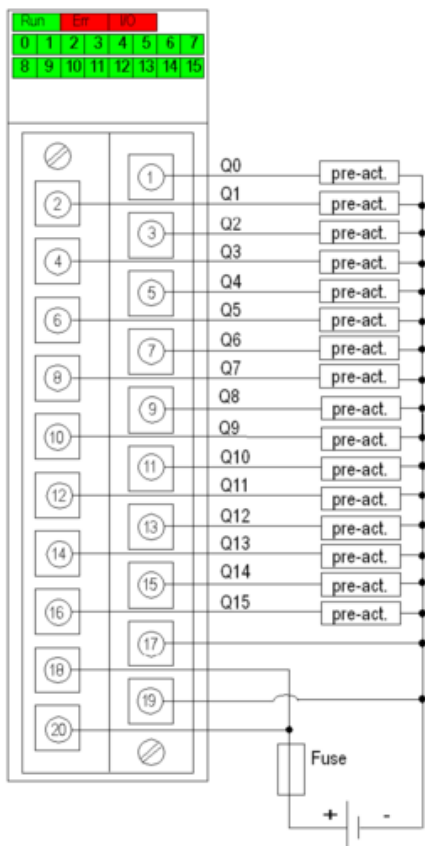 Run Err I/O
0 1 2 3 4 5 6 7
8 9 10 11 12 13 14 15
1 Q0 pre-act.
2 Q1 pre-act.
3 Q2 pre-act.
4 Q3 pre-act.
5 Q4 pre-act.
6 Q5 pre-act.
7 Q6 pre-act.
8 Q7 pre-act.
9 Q8 pre-act.
10 Q9 pre-act.
11 Q10 pre-act.
12 Q11 pre-act.
13 Q12 pre-act.
14 Q13 pre-act.
15 Q14 pre-act.
16 Q15 pre-act.
17
18
19
20
Fuse
+ -